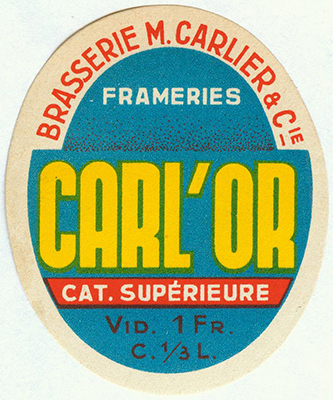 BRASSERIE M. CARLIER & CIE
FRAMERIES
CARL'OR
CAT. SUPÉRIEURE
VID. 1 FR.
C. 1/3 L.